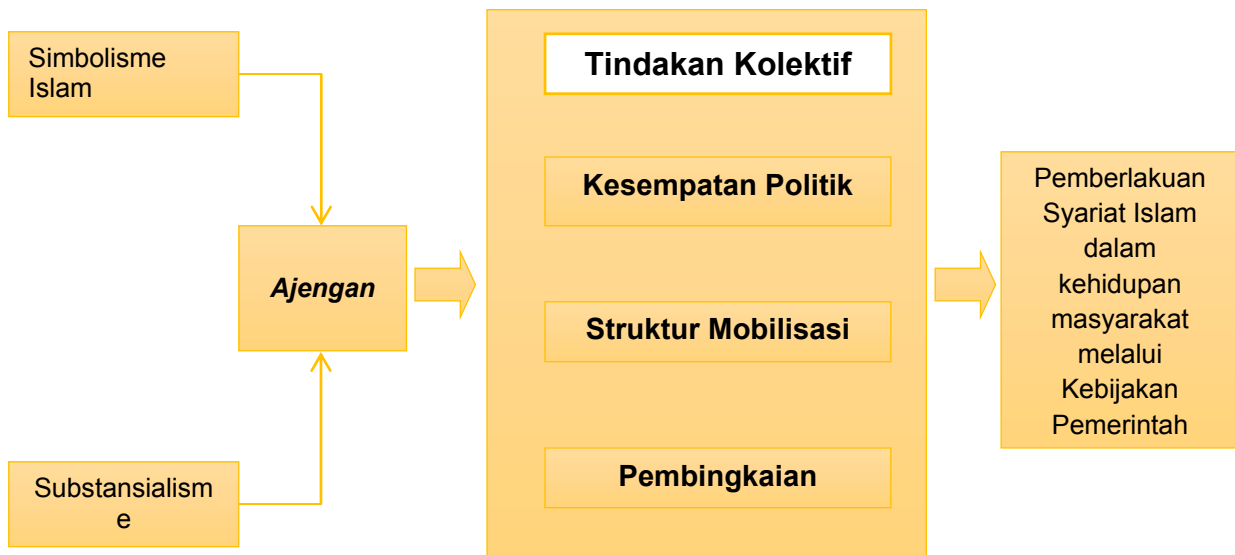 Simbolisme
Islam
Ajengan
Substansialism
e
Tindakan Kolektif
Kesempatan Politik
Struktur Mobilisasi
Pembingkaian
Pemberlakuan
Syariat Islam
dalam
kehidupan
masyarakat
melalui
Kebijakan
Pemerintah